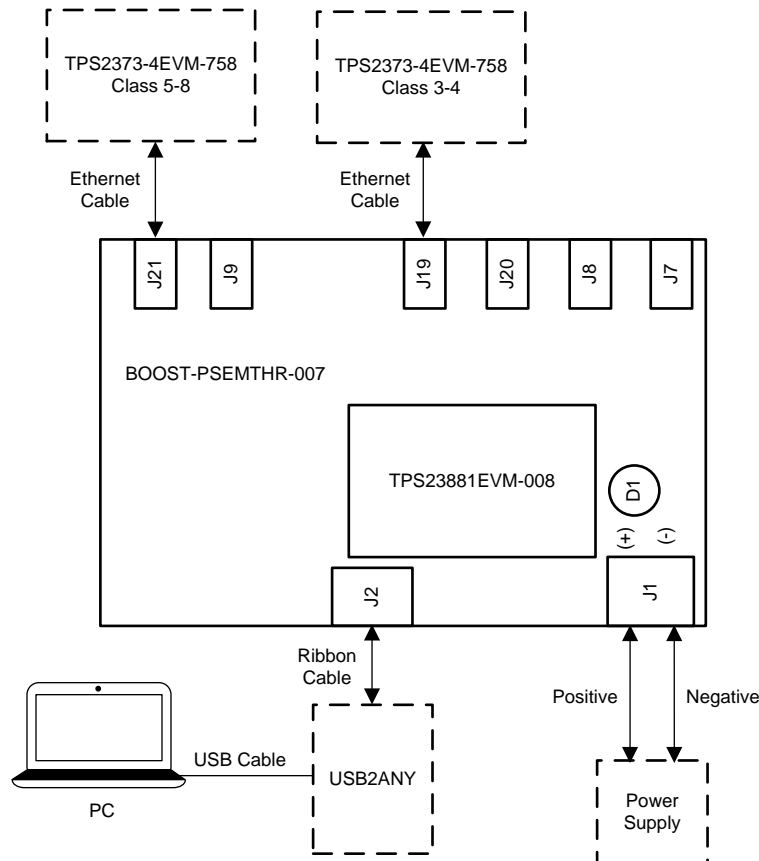 TPS2373-4EVM-758
Class 5-8
TPS2373-4EVM-758
Class 3-4
Ethernet
Cable
Ethernet
Cable
J21
J9
J19
J20
J8
J7
BOOST-PSEMTHR-007
TPS23881EVM-008
D1
(+)
(-)
J2
J1
Ribbon
Cable
Positive
Negative
USB Cable
USB2ANY
PC
Power
Supply